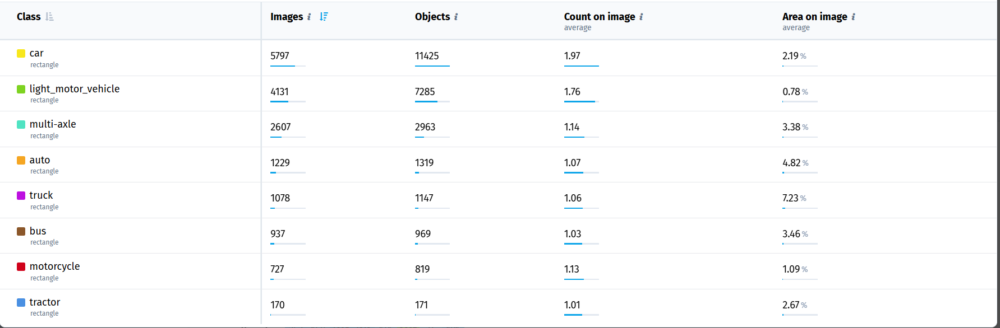 Class Images i Objects i Count on image i Area on image i
average average
car 5797 11425 1.97 2.19 %
rectangle
light_motor_vehicle 4131 7285 1.76 0.78 %
rectangle
multi-axle 2607 2963 1.14 3.38 %
rectangle
auto 1229 1319 1.07 4.82 %
rectangle
truck 1078 1147 1.06 7.23 %
rectangle
bus 937 969 1.03 3.46 %
rectangle
motorcycle 727 819 1.13 1.09 %
rectangle
tractor 170 171 1.01 2.67 %
rectangle